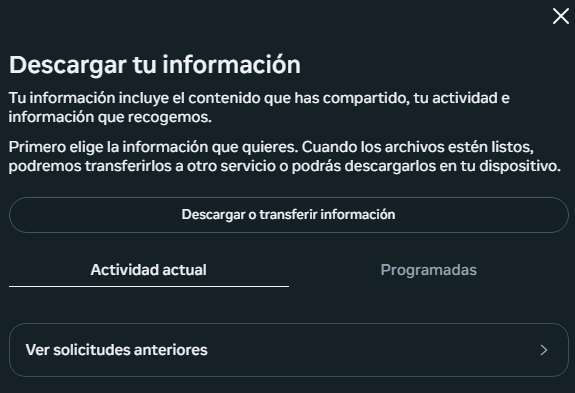 Descargar tu información
Tu información incluye el contenido que has compartido, tu actividad e
información que recogemos.
Primero elige la información que quieres. Cuando los archivos estén listos,
podremos transferirlos a otro servicio o podrás descargarlos en tu dispositivo.
Descargar o transferir información
Actividad actual
Programadas
Ver solicitudes anteriores